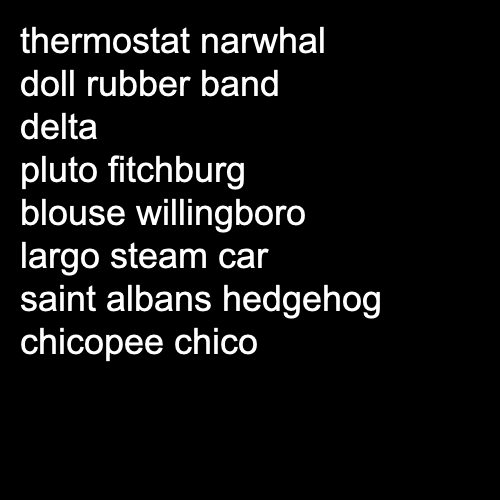 thermostat narwhal
doll rubber band
delta
pluto fitchburg
blouse willingboro
largo steam car
saint albans hedgehog
chicopee chico